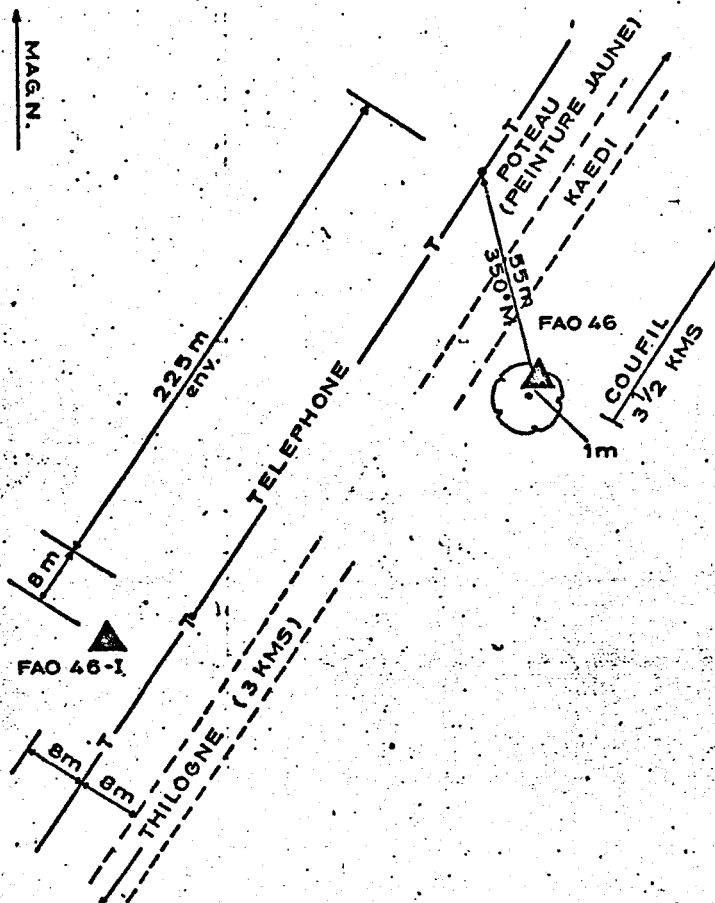 MAG N.
T
POTEAU
(PEINTURE JAUNE)
KAEDI
T
55m
350°M
FAO 46
COUFIL
3 1/2 KMS
1m
225m
env.
TELEPHONE
8m
T
FAO 46-I
THILOGNE (3 KMS)
T
8m
8m